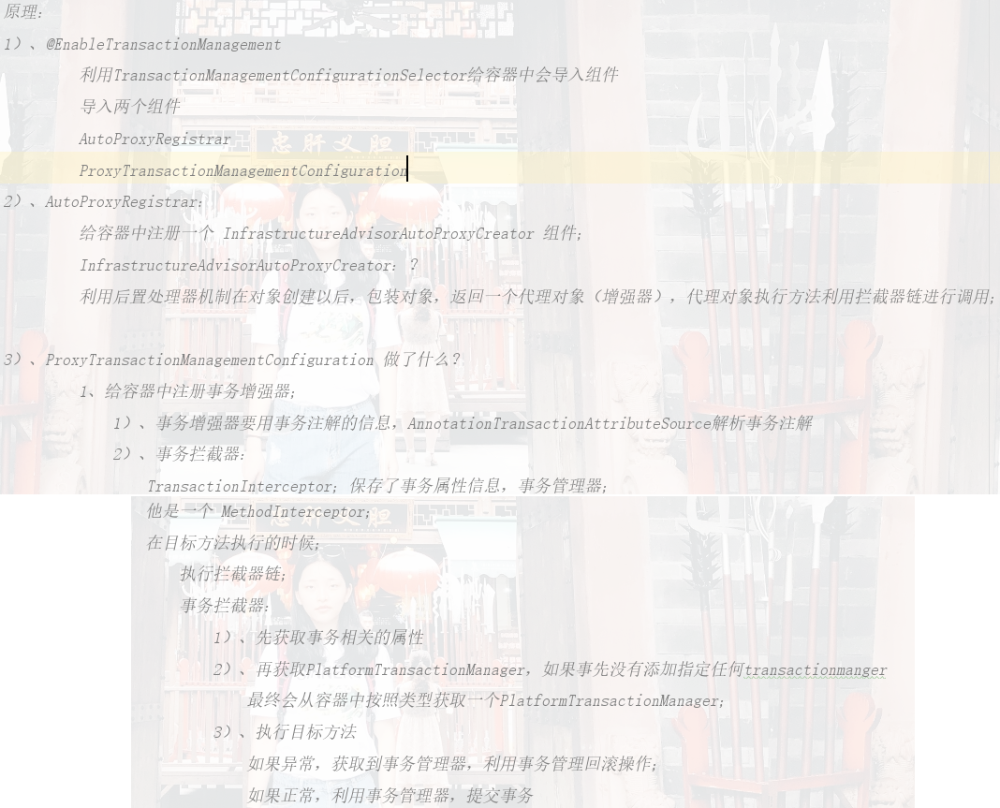 原理：
1）、@EnableTransactionManagement
利用TransactionManagementConfigurationSelector给容器中会导入组件
导入两个组件
AutoProxyRegistrar
忠肝义胆
ProxyTransactionManagementConfiguration
2）、AutoProxyRegistrar：
给容器中注册一个 InfrastructureAdvisorAutoProxyCreator 组件；
InfrastructureAdvisorAutoProxyCreator：？
利用后置处理器机制在对象创建以后，包装对象，返回一个代理对象（增强器），代理对象执行方法利用拦截器链进行调用；
3）、ProxyTransactionManagementConfiguration 做了什么？
1、给容器中注册事务增强器；
1）、事务增强器要用事务注解的信息，AnnotationTransactionAttributeSource解析事务注解
2）、事务拦截器：
TransactionInterceptor；保存了事务属性信息，事务管理器；
他是一个 MethodInterceptor；
在目标方法执行的时候；
执行拦截器链；
事务拦截器：
1）、先获取事务相关的属性
2）、再获取PlatformTransactionManager，如果事先没有添加指定任何transactionmanger
最终会从容器中按照类型获取一个PlatformTransactionManager；
3）、执行目标方法
如果异常，获取到事务管理器，利用事务管理回滚操作；
如果正常，利用事务管理器，提交事务